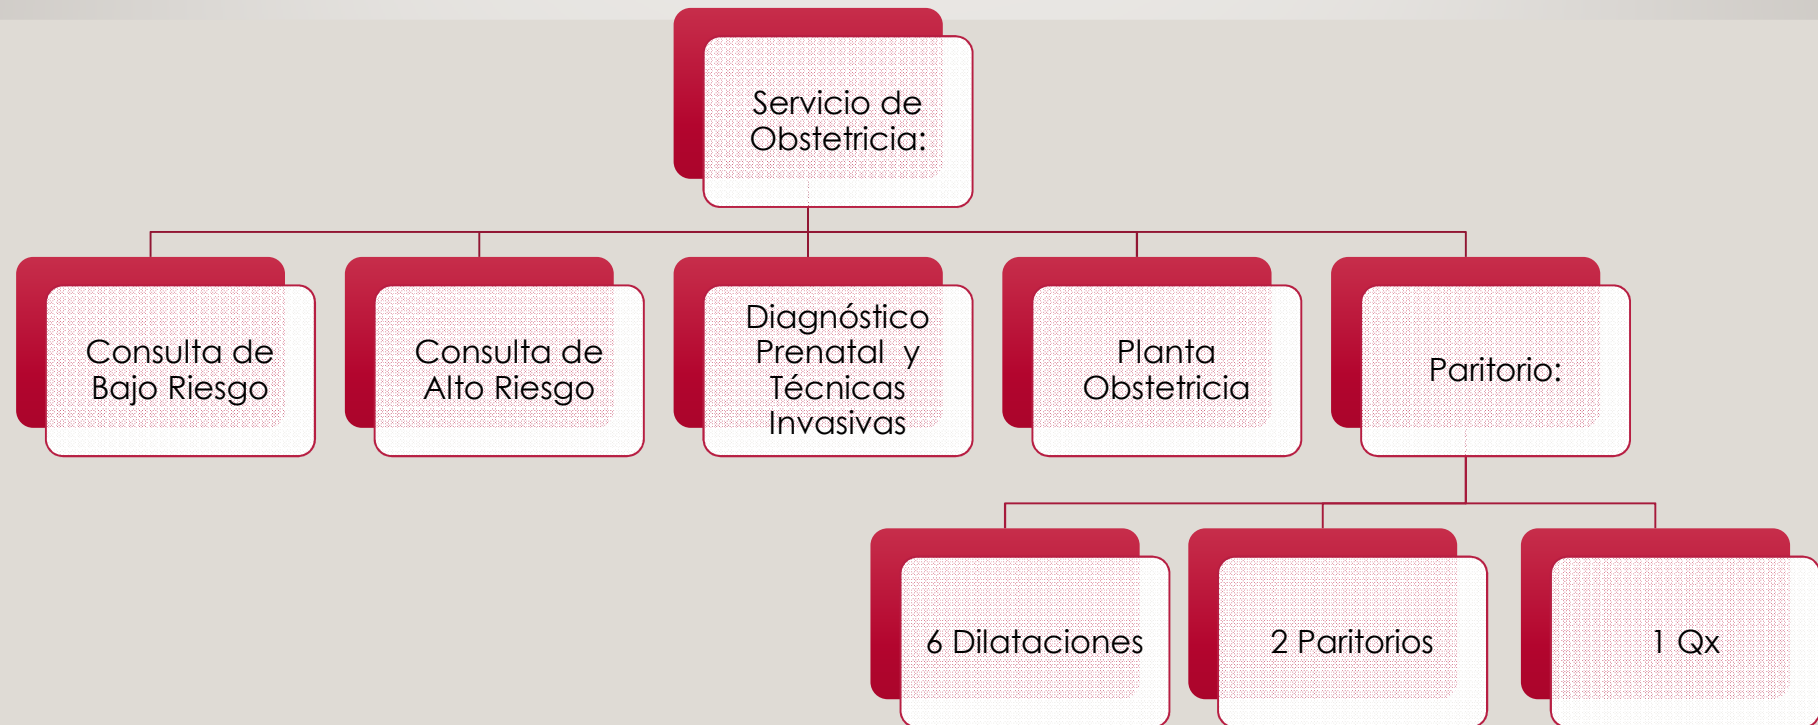 Servicio de
Obstetricia:
Consulta de
Bajo Riesgo
Consulta de
Alto Riesgo
Diagnóstico
Prenatal y
Técnicas
Invasivas
Planta
Obstetricia
Paritorio:
6 Dilataciones
2 Paritorios
1 Qx